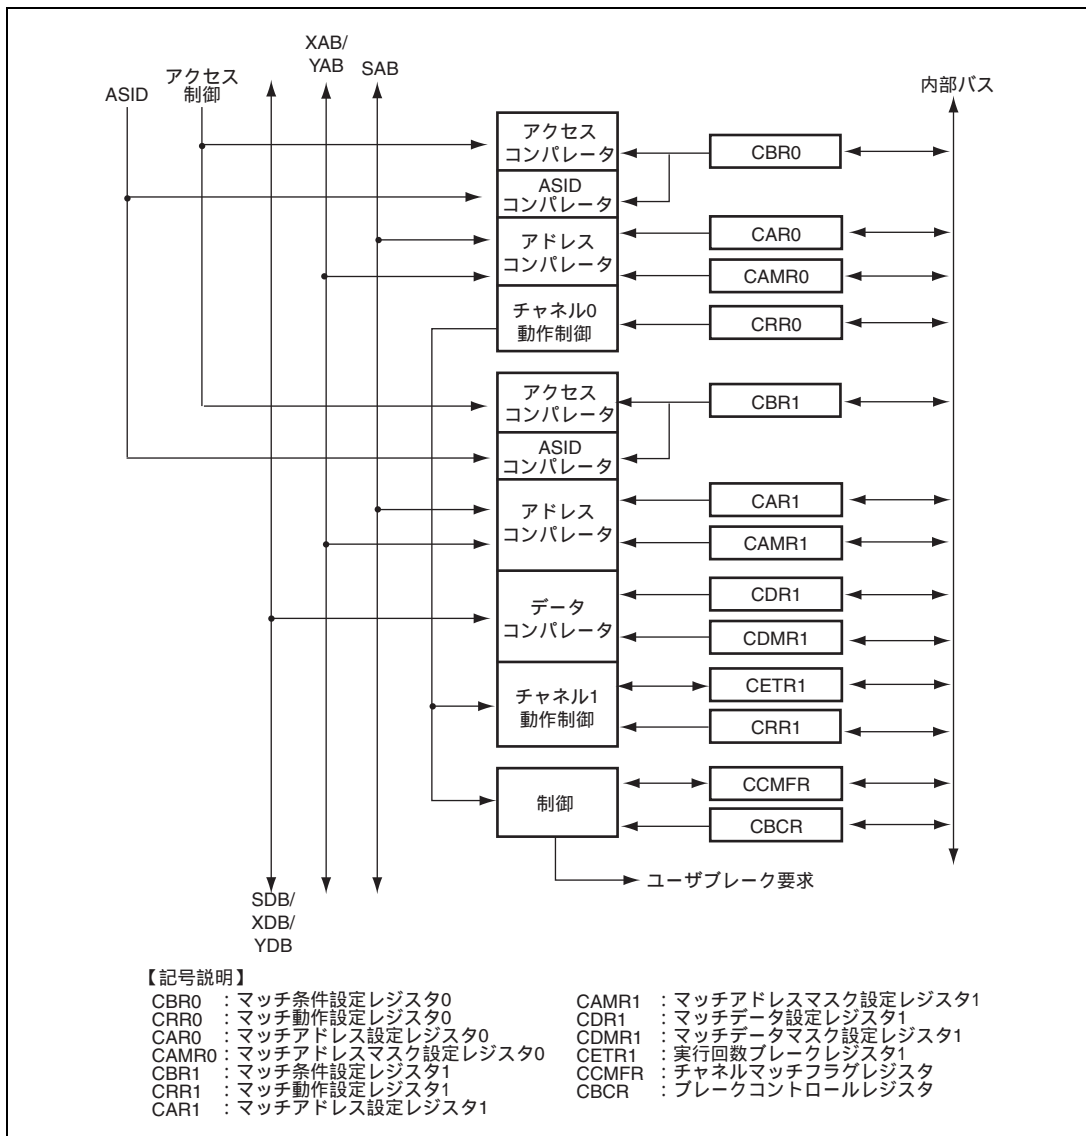 XAB/
YAB
SAB
アクセス
制御
ASID
内部バス
アクセス
コンパレータ
CBR0
ASID
コンパレータ
アドレス
コンパレータ
CAR0
CAMR0
チャネル0
動作制御
CRR0
アクセス
コンパレータ
CBR1
ASID
コンパレータ
アドレス
コンパレータ
CAR1
CAMR1
データ
コンパレータ
CDR1
CDMR1
チャネル1
動作制御
CETR1
CRR1
制御
CCMFR
CBCR
ユーザブレーク要求
SDB/
XDB/
YDB
【記号説明】
CBR0 :マッチ条件設定レジスタ0
CRR0 :マッチ動作設定レジスタ0
CAR0 :マッチアドレス設定レジスタ0
CAMR0:マッチアドレスマスク設定レジスタ0
CBR1 :マッチ条件設定レジスタ1
CRR1 :マッチ動作設定レジスタ1
CAR1 :マッチアドレス設定レジスタ1
CAMR1 :マッチアドレスマスク設定レジスタ1
CDR1 :マッチデータ設定レジスタ1
CDMR1 :マッチデータマスク設定レジスタ1
CETR1 :実行回数ブレークレジスタ1
CCMFR :チャネルマッチフラグレジスタ
CBCR :ブレークコントロールレジスタ